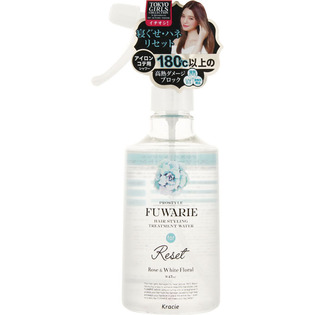 TOKYO
GIRLS
COLLECTION
イチオシ!
寝ぐせ・ハネ
リセット
アイロン
コテ用
180℃以上の
高熱ダメージ
ブロック
PROSTYLE
FUWARIE
HAIR STYLING
TREATMENT WATER
Reset
Rose & White Floral
Kracie